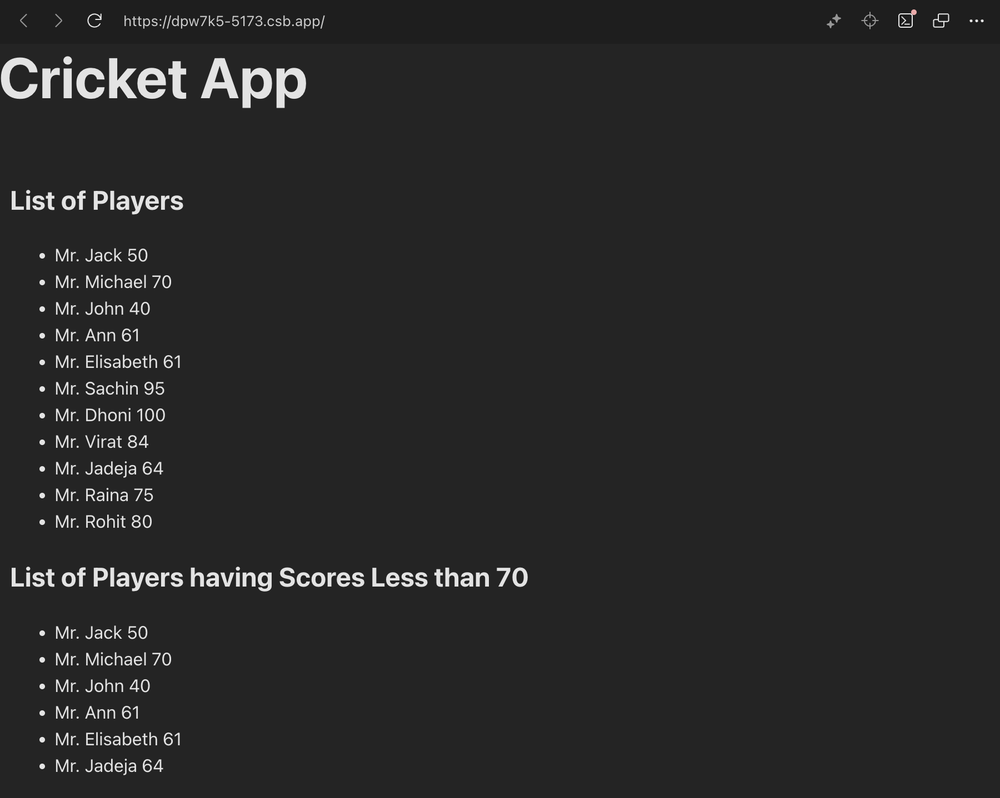 https://dpw7k5-5173.csb.app/
Cricket App
List of Players
• Mr. Jack 50
• Mr. Michael 70
• Mr. John 40
• Mr. Ann 61
• Mr. Elisabeth 61
• Mr. Sachin 95
• Mr. Dhoni 100
• Mr. Virat 84
• Mr. Jadeja 64
• Mr. Raina 75
• Mr. Rohit 80
List of Players having Scores Less than 70
• Mr. Jack 50
• Mr. Michael 70
• Mr. John 40
• Mr. Ann 61
• Mr. Elisabeth 61
• Mr. Jadeja 64